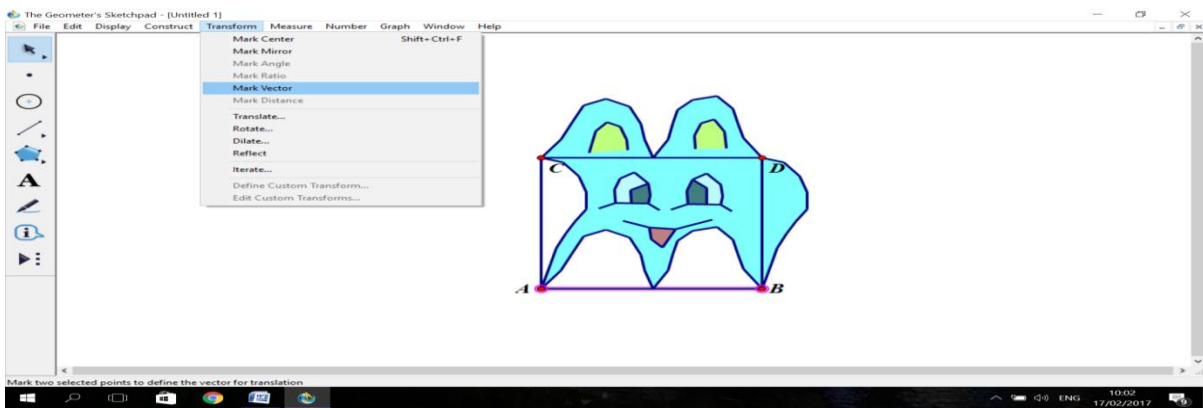 The Geometer's Sketchpad - [Untitled 1]
File Edit Display Construct Transform Measure Number Graph Window Help
Mark Center Shift+Ctrl+F
Mark Mirror
Mark Angle
Mark Ratio
Mark Vector
Mark Distance
Translate...
Rotate...
Dilate...
Reflect
Iterate...
Define Custom Transform...
Edit Custom Transforms...
A
C D
A B
Mark two selected points to define the vector for translation
ENG 10:02
17/02/2017